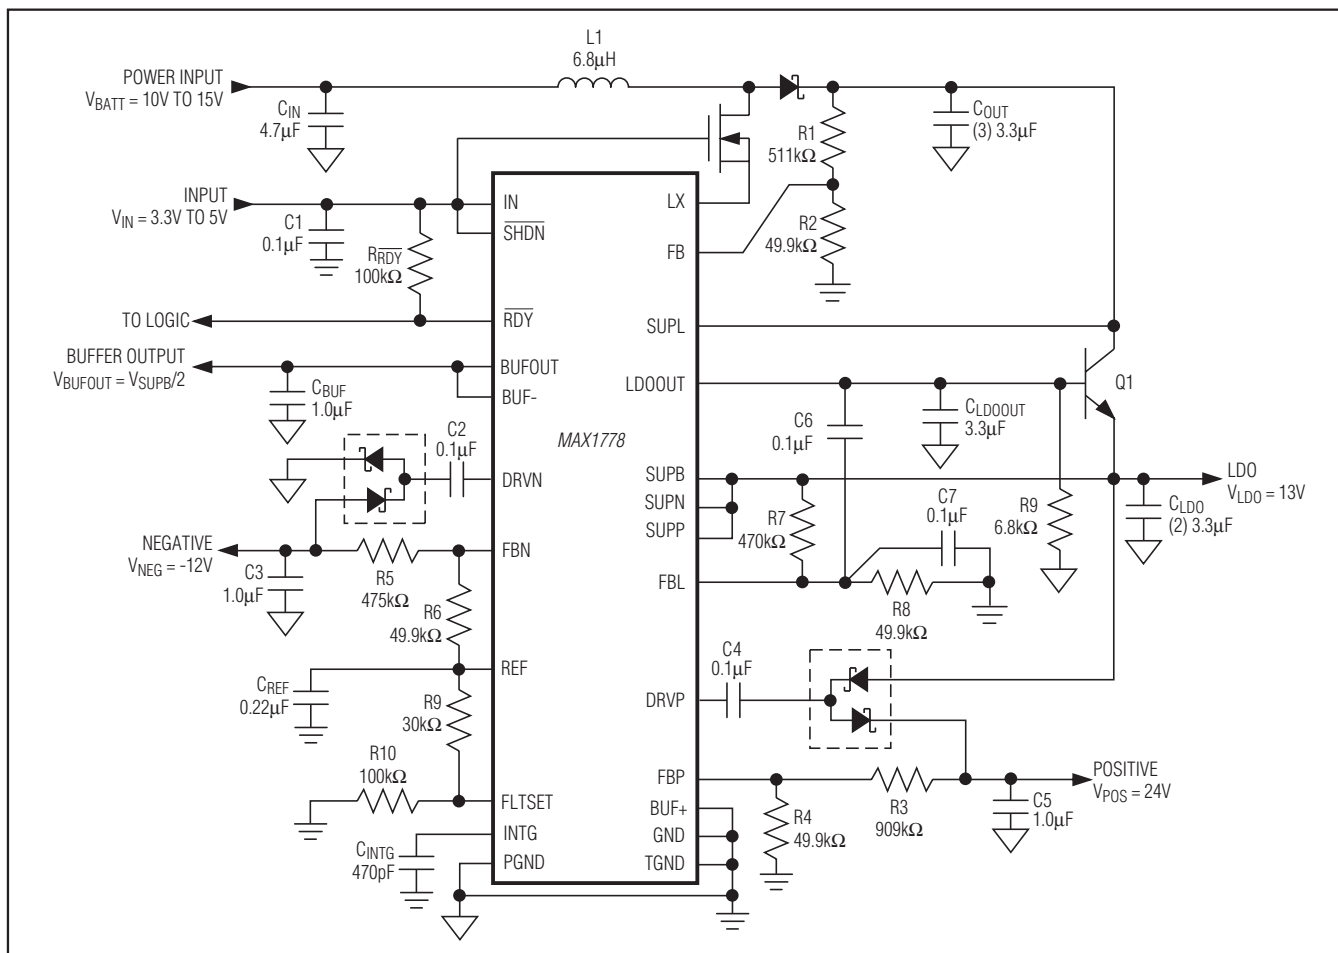 L1
6.8μH
POWER INPUT
VBATT = 10V TO 15V
CIN
4.7μF
R1
511kΩ
COUT
(3) 3.3μF
INPUT
VIN = 3.3V TO 5V
C1
0.1μF
RRDY
100kΩ
IN
SHDN
LX
FB
R2
49.9kΩ
TO LOGIC
RDY
SUPL
BUFFER OUTPUT
VBUFOUT = VSUPB/2
CBUF
1.0μF
BUFOUT
BUF-
LDOOUT
Q1
C6
0.1μF
CLDOOUT
3.3μF
C2
0.1μF
MAX1778
DRVN
SUPB
SUPN
SUPP
R7
470kΩ
C7
0.1μF
R9
6.8kΩ
LDO
VLDO = 13V
CLDO
(2) 3.3μF
NEGATIVE
VNEG = -12V
C3
1.0μF
R5
475kΩ
FBN
FBL
R8
49.9kΩ
R6
49.9kΩ
REF
CREF
0.22μF
R9
30kΩ
C4
0.1μF
DRVP
R10
100kΩ
FLTSET
INTG
PGND
CINTG
470pF
FBP
BUF+
GND
TGND
R4
49.9kΩ
R3
909kΩ
POSITIVE
VPOS = 24V
C5
1.0μF